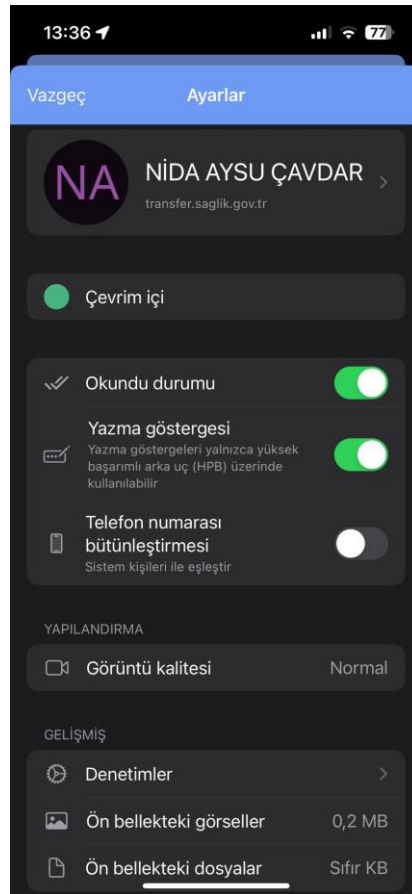 13:36
77
Vazgeç
Ayarlar
NA
NİDA AYSU ÇAVDAR
transfer.saglik.gov.tr
Çevrim içi
Okundu durumu
Yazma göstergesi
Yazma göstergeleri yalnızca yüksek
başarımlı arka uç (HPB) üzerinde
kullanılabilir
Telefon numarası
bütünleştirmesi
Sistem kişileri ile eşleştir
YAPILANDIRMA
Görüntü kalitesi Normal
GELİŞMİŞ
Denetimler
Ön bellekteki görseller 0,2 MB
Ön bellekteki dosyalar Sıfır KB